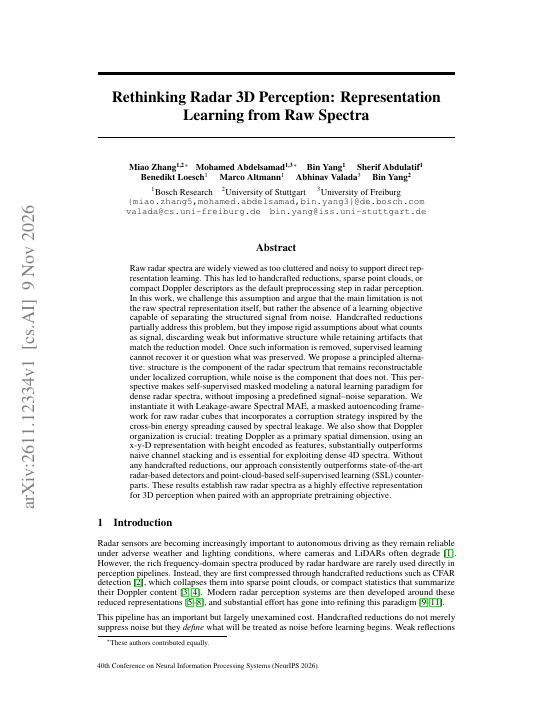 Rethinking Radar 3D Perception: Representation
Learning from Raw Spectra
Miao Zhang1,2* Mohamed Abdelsamad1,3* Bin Yang1 Sherif Abdulatif1
Benedikt Loesch1 Marco Altmann1 Abhinav Valada3 Bin Yang2
1Bosch Research 2University of Stuttgart 3University of Freiburg
{miao.zhang5,mohamed.abdelsamad,bin.yang3}@de.bosch.com
valada@cs.uni-freiburg.de bin.yang@iss.uni-stuttgart.de
arXiv:2611.12334v1 [cs.AI] 9 Nov 2026
Abstract
Raw radar spectra are widely viewed as too cluttered and noisy to support direct rep-
resentation learning. This has led to handcrafted reductions, sparse point clouds, or
compact Doppler descriptors as the default preprocessing step in radar perception.
In this work, we challenge this assumption and argue that the main limitation is not
the raw spectral representation itself, but rather the absence of a learning objective
capable of separating the structured signal from noise. Handcrafted reductions
partially address this problem, but they impose rigid assumptions about what counts
as signal, discarding weak but informative structure while retaining artifacts that
match the reduction model. Once such information is removed, supervised learning
cannot recover it or question what was preserved. We propose a principled alterna-
tive: structure is the component of the radar spectrum that remains reconstructable
under localized corruption, while noise is the component that does not. This per-
spective makes self-supervised masked modeling a natural learning paradigm for
dense radar spectra, without imposing a predefined signal–noise separation. We
instantiate it with Leakage-aware Spectral MAE, a masked autoencoding frame-
work for raw radar cubes that incorporates a corruption strategy inspired by the
cross-bin energy spreading caused by spectral leakage. We also show that Doppler
organization is crucial: treating Doppler as a primary spatial dimension, using an
x-y-D representation with height encoded as features, substantially outperforms
naive channel stacking and is essential for exploiting dense 4D spectra. Without
any handcrafted reductions, our approach consistently outperforms state-of-the-art
radar-based detectors and point-cloud-based self-supervised learning (SSL) counter-
parts. These results establish raw radar spectra as a highly effective representation
for 3D perception when paired with an appropriate pretraining objective.
1 Introduction
Radar sensors are becoming increasingly important to autonomous driving as they remain reliable
under adverse weather and lighting conditions, where cameras and LiDARs often degrade [1].
However, the rich frequency-domain spectra produced by radar hardware are rarely used directly in
perception pipelines. Instead, they are first compressed through handcrafted reductions such as CFAR
detection [2], which collapses them into sparse point clouds, or compact statistics that summarize
their Doppler content [3, 4]. Modern radar perception systems are then developed around these
reduced representations [5–8], and substantial effort has gone into refining this paradigm [9–11].
This pipeline has an important but largely unexamined cost. Handcrafted reductions do not merely
suppress noise but they define what will be treated as noise before learning begins. Weak reflections
*These authors contributed equally.
40th Conference on Neural Information Processing Systems (NeurIPS 2026).